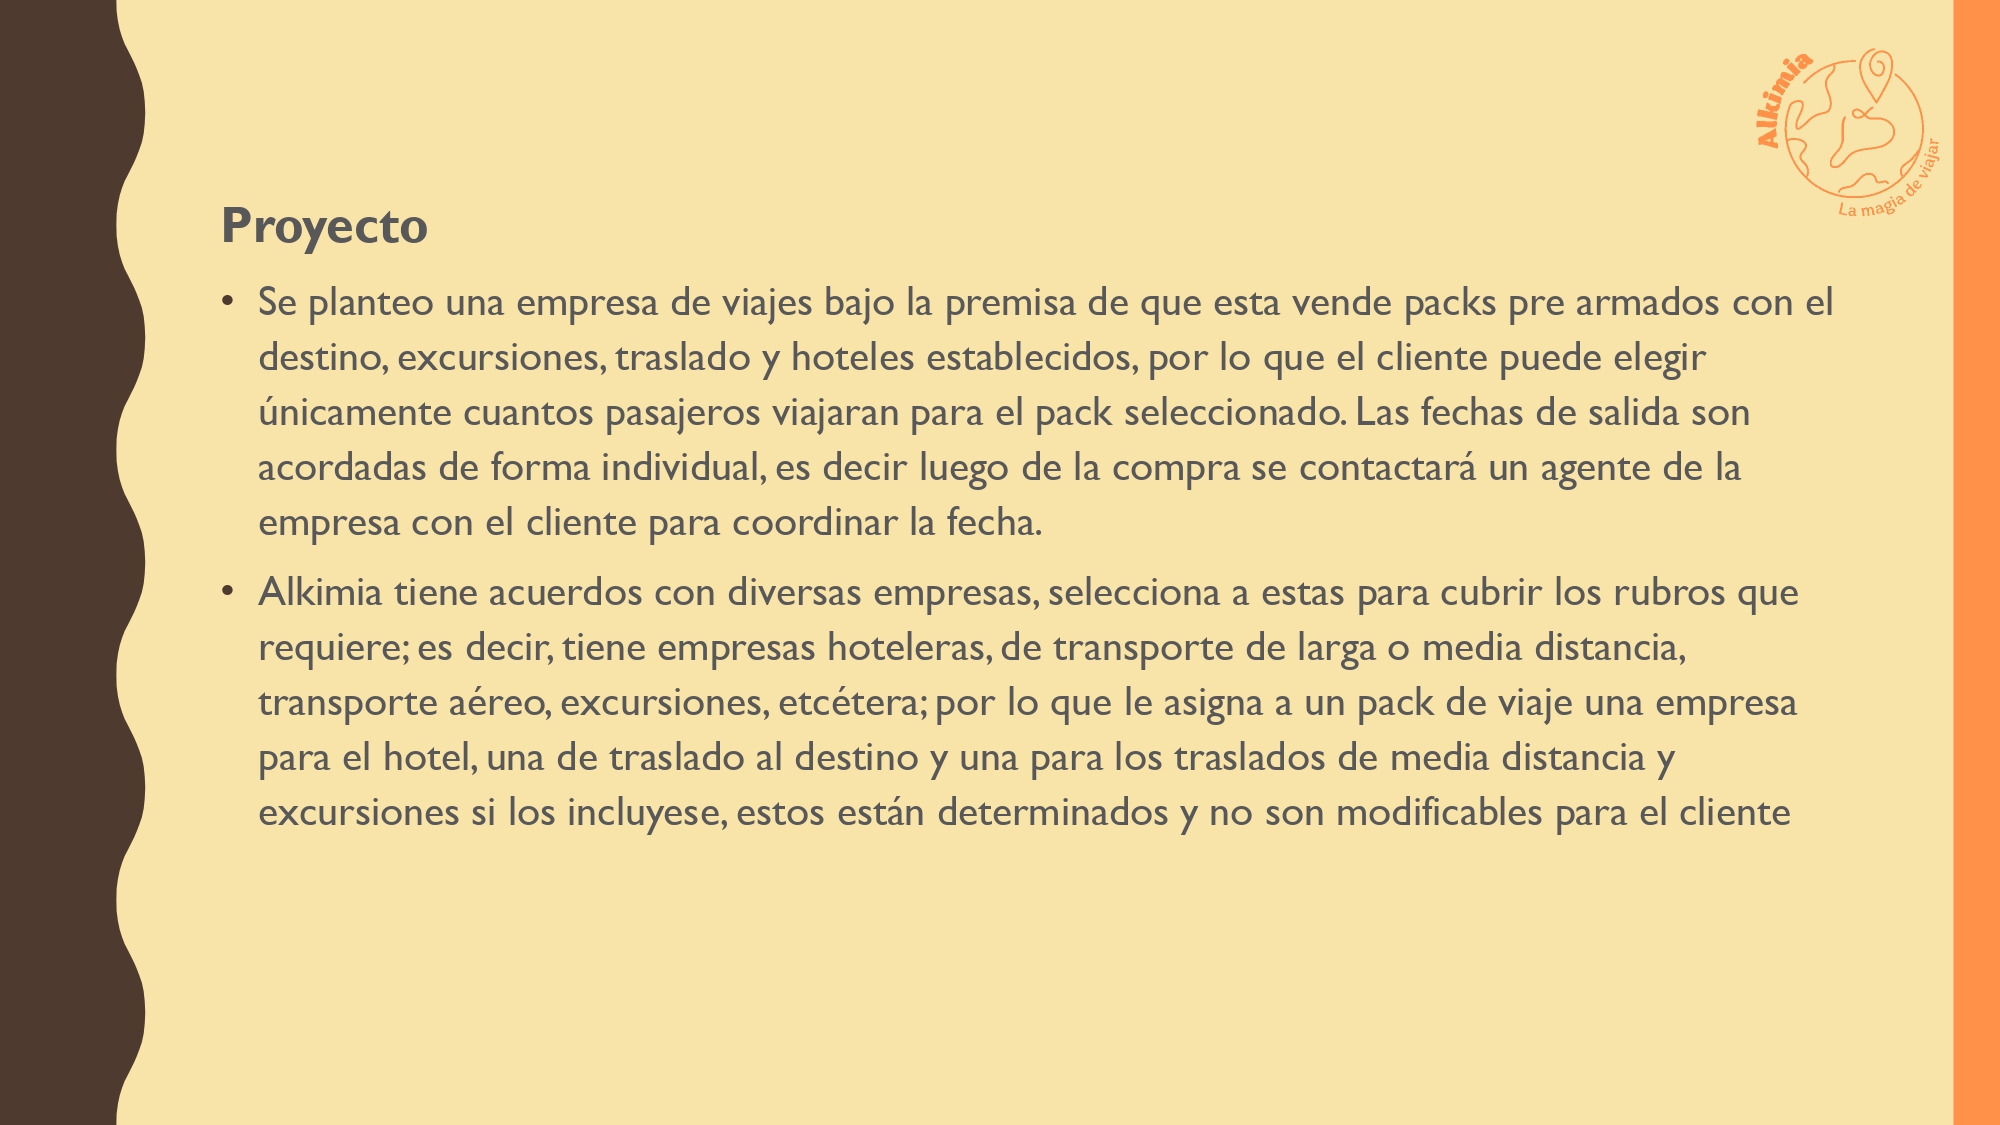 Alkimia
La magia de viajar
Proyecto
• Se planteo una empresa de viajes bajo la premisa de que esta vende packs pre armados con el
destino, excursiones, traslado y hoteles establecidos, por lo que el cliente puede elegir
únicamente cuantos pasajeros viajaran para el pack seleccionado. Las fechas de salida son
acordadas de forma individual, es decir luego de la compra se contactará un agente de la
empresa con el cliente para coordinar la fecha.
• Alkimia tiene acuerdos con diversas empresas, selecciona a estas para cubrir los rubros que
requiere; es decir, tiene empresas hoteleras, de transporte de larga o media distancia,
transporte aéreo, excursiones, etcétera; por lo que le asigna a un pack de viaje una empresa
para el hotel, una de traslado al destino y una para los traslados de media distancia y
excursiones si los incluyese, estos están determinados y no son modificables para el cliente